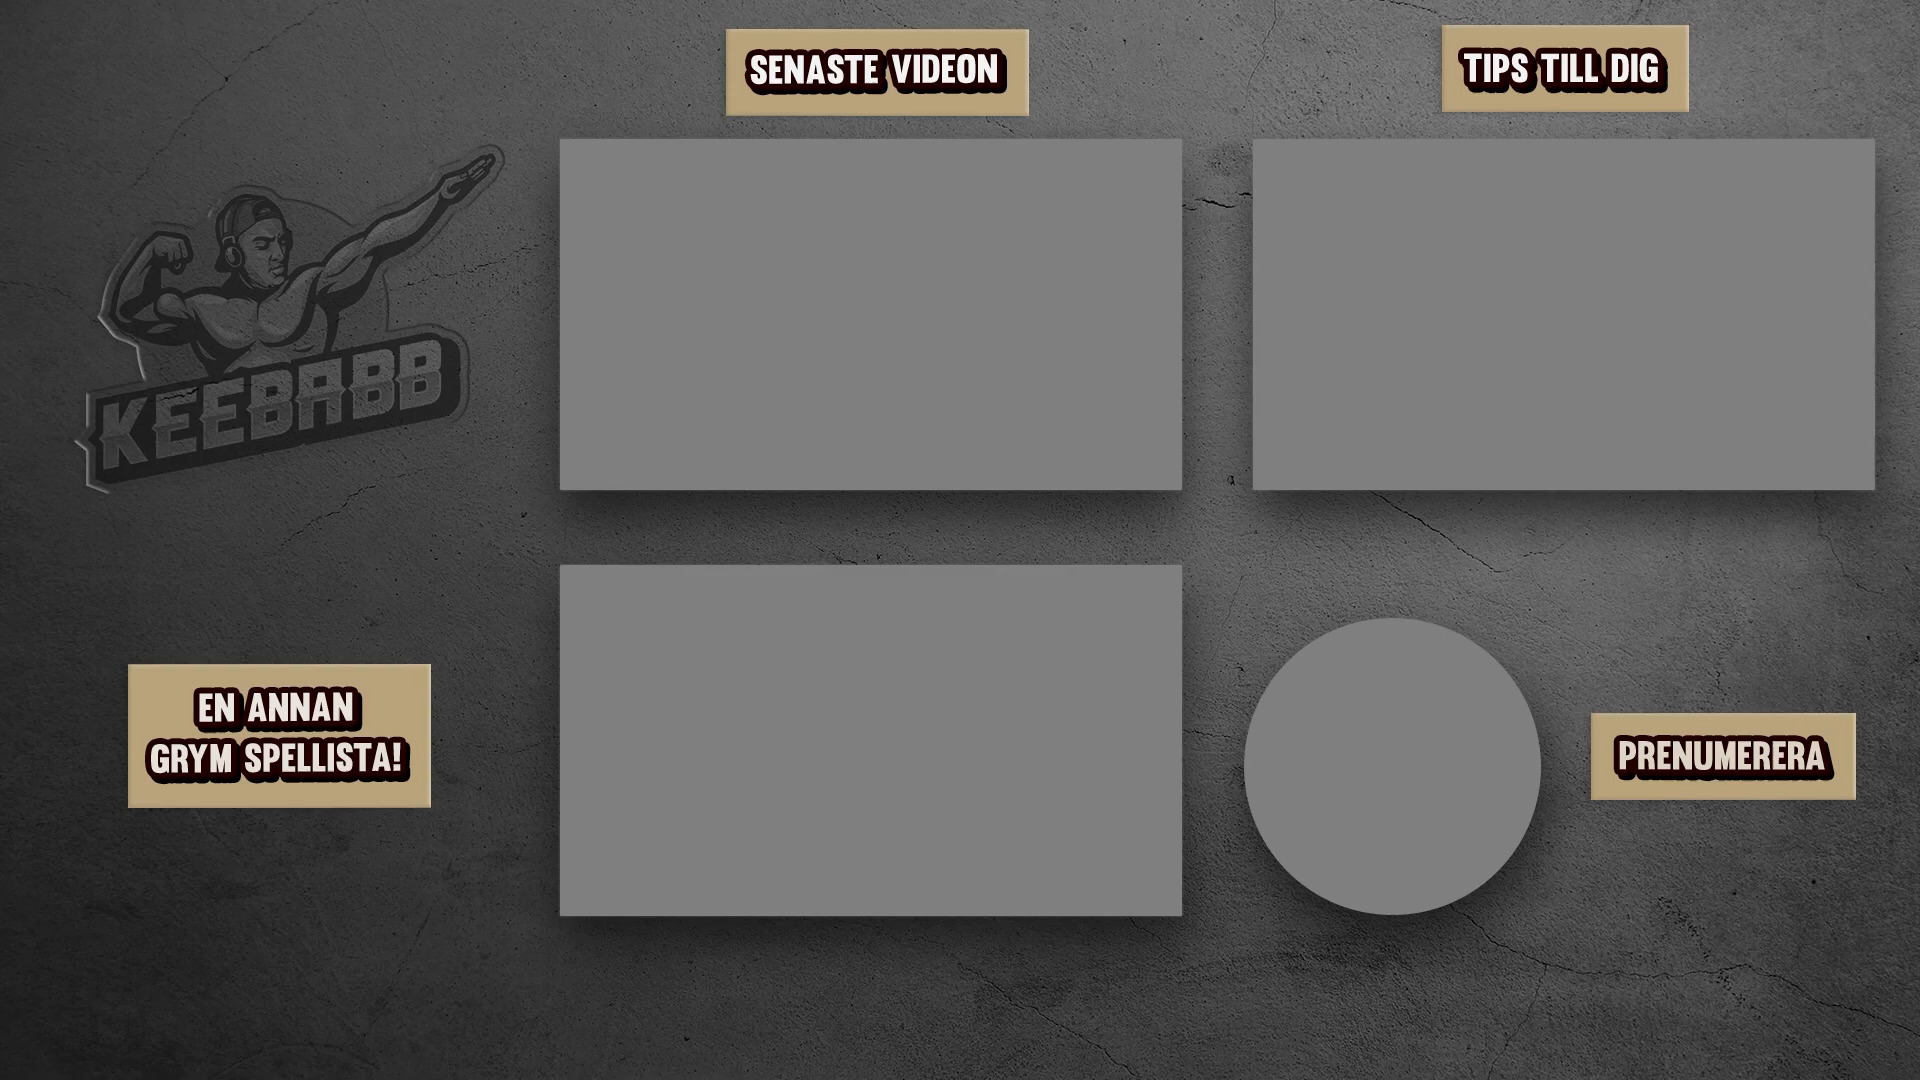 SENASTE VIDEON
TIPS TILL DIG
KEEBABB
EN ANNAN
GRYM SPELLISTA!
PRENUMERERA